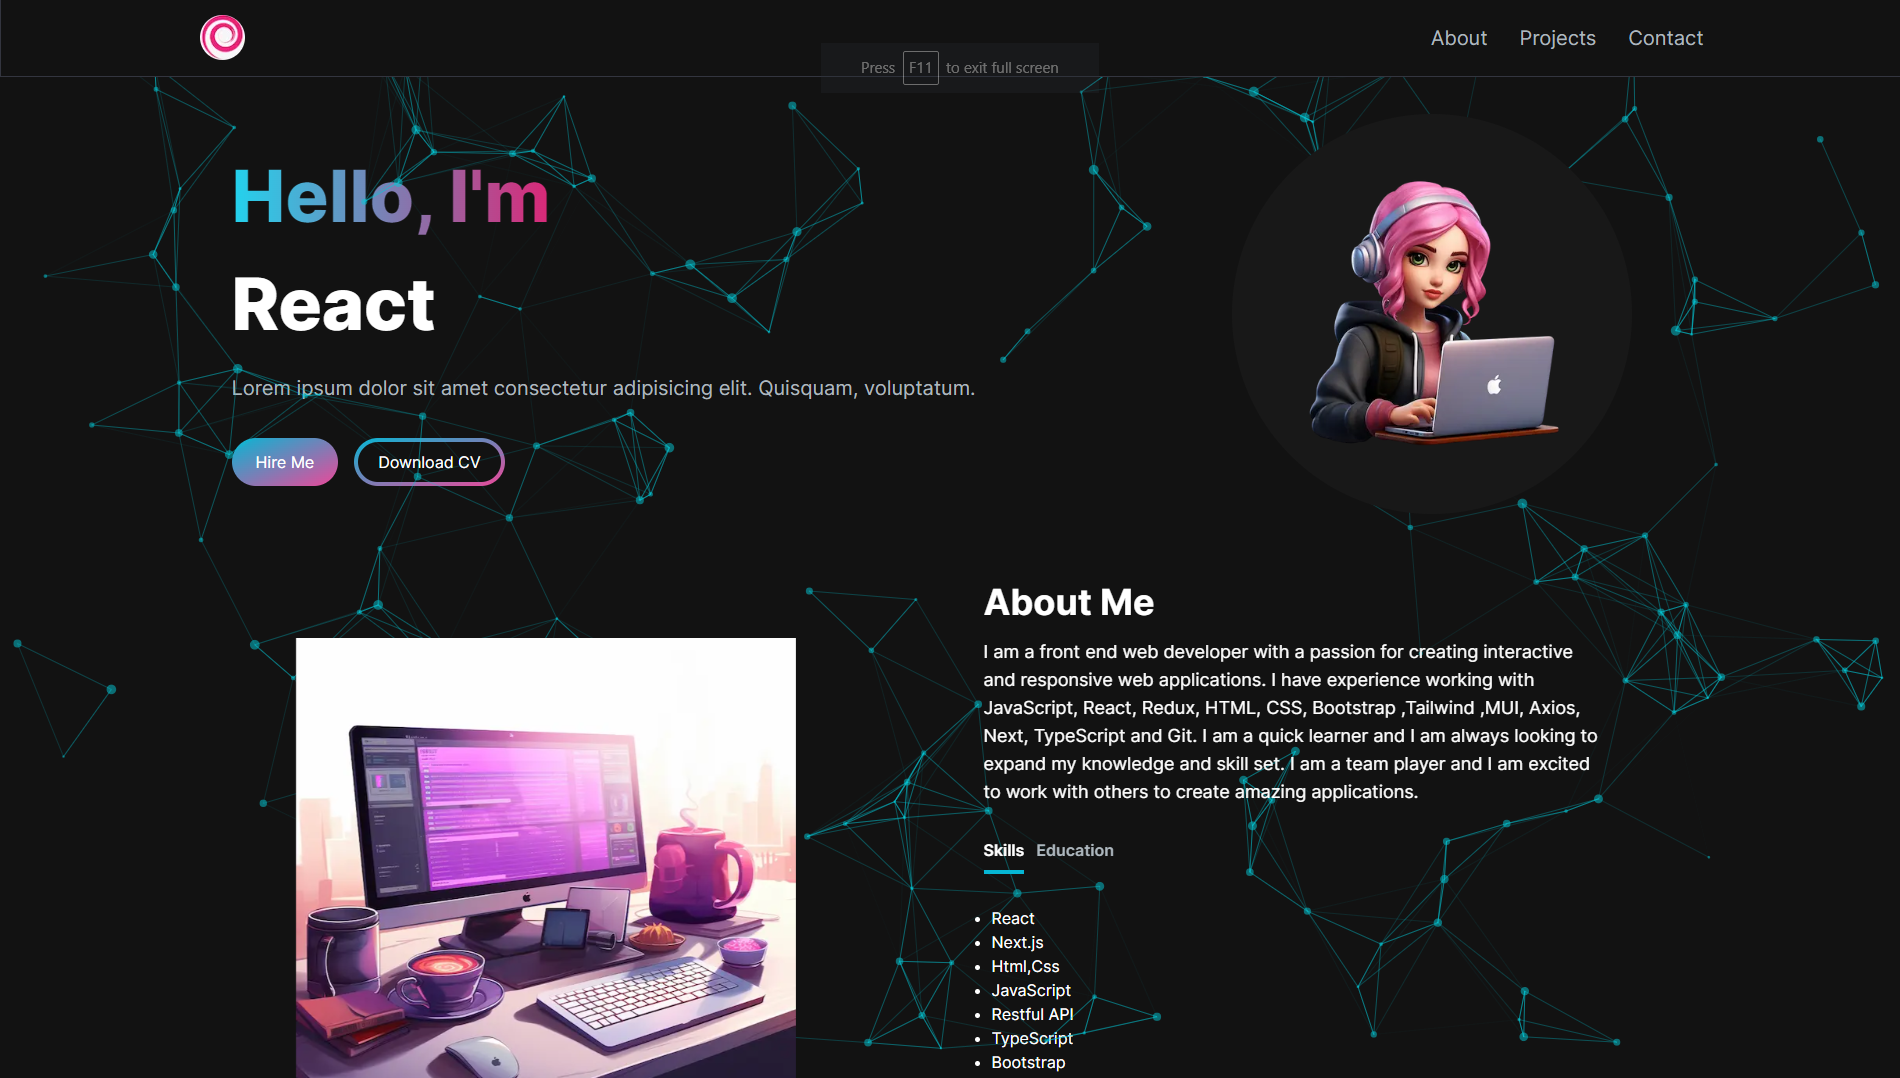 About Projects Contact
Press F11 to exit full screen
Hello, I'm
React
Lorem ipsum dolor sit amet consectetur adipisicing elit. Quisquam, voluptatum.
Hire Me Download CV
About Me
I am a front end web developer with a passion for creating interactive
and responsive web applications. I have experience working with
JavaScript, React, Redux, HTML, CSS, Bootstrap ,Tailwind ,MUI, Axios,
Next, TypeScript and Git. I am a quick learner and I am always looking to
expand my knowledge and skill set. I am a team player and I am excited
to work with others to create amazing applications.
Skills Education
• React
• Next.js
• Html,Css
• JavaScript
• Restful API
• TypeScript
• Bootstrap